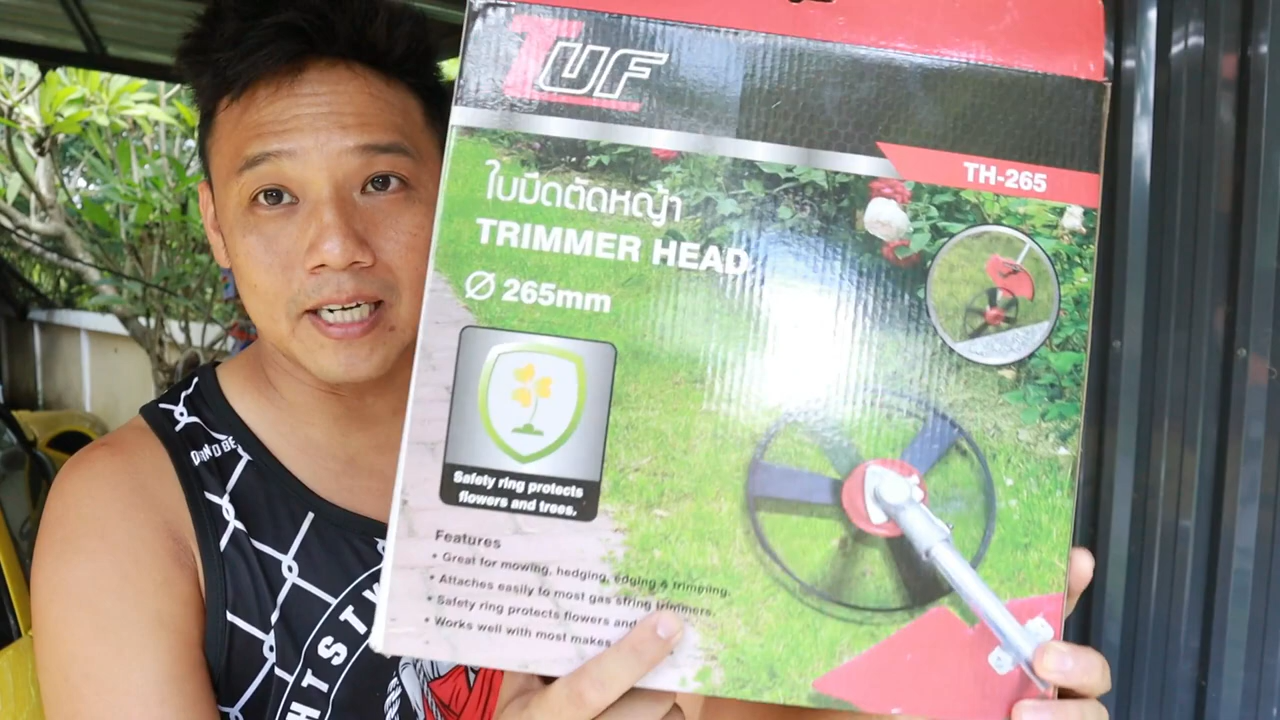 TUF
TH-265
ใบมีดตัดหญ้า
TRIMMER HEAD
Ø 265mm
Safety ring protects
flowers and trees.
Features
• Great for mowing, hedging, edging & trimming.
• Attaches easily to most gas string trimmers.
• Safety ring protects flowers and
• Works well with most makes